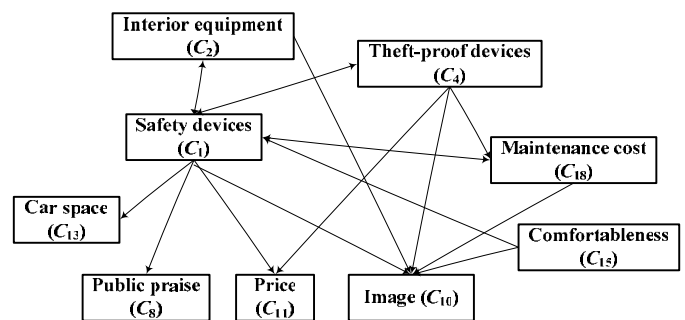 Interior equipment
(C2)
Theft-proof devices
(C4)
Safety devices
(C1)
Maintenance cost
(C18)
Car space
(C13)
Comfortableness
(C15)
Public praise
(C8)
Price
(C11)
Image (C10)